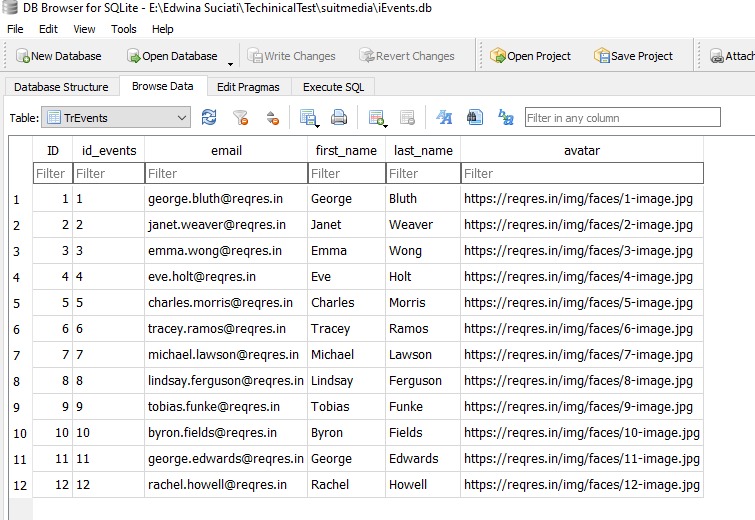 DB Browser for SQLite - E:\Edwina Suciati\TechinicalTest\suitmedia\iEvents.db
File Edit View Tools Help
New Database Open Database Write Changes Revert Changes Open Project Save Project Attach
Database Structure Browse Data Edit Pragmas Execute SQL
Table: TrEvents Filter in any column
ID id_events email first_name last_name avatar
Filter Filter Filter Filter Filter Filter
1 1 1 george.bluth@reqres.in George Bluth https://reqres.in/img/faces/1-image.jpg
2 2 2 janet.weaver@reqres.in Janet Weaver https://reqres.in/img/faces/2-image.jpg
3 3 3 emma.wong@reqres.in Emma Wong https://reqres.in/img/faces/3-image.jpg
4 4 4 eve.holt@reqres.in Eve Holt https://reqres.in/img/faces/4-image.jpg
5 5 5 charles.morris@reqres.in Charles Morris https://reqres.in/img/faces/5-image.jpg
6 6 6 tracey.ramos@reqres.in Tracey Ramos https://reqres.in/img/faces/6-image.jpg
7 7 7 michael.lawson@reqres.in Michael Lawson https://reqres.in/img/faces/7-image.jpg
8 8 8 lindsay.ferguson@reqres.in Lindsay Ferguson https://reqres.in/img/faces/8-image.jpg
9 9 9 tobias.funke@reqres.in Tobias Funke https://reqres.in/img/faces/9-image.jpg
10 10 10 byron.fields@reqres.in Byron Fields https://reqres.in/img/faces/10-image.jpg
11 11 11 george.edwards@reqres.in George Edwards https://reqres.in/img/faces/11-image.jpg
12 12 12 rachel.howell@reqres.in Rachel Howell https://reqres.in/img/faces/12-image.jpg